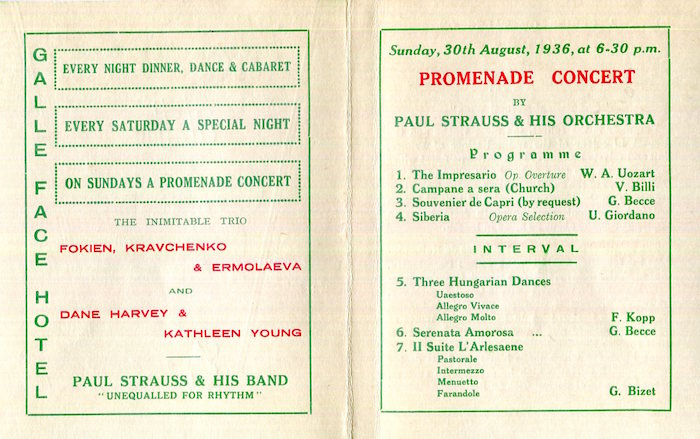 GALLE FACE HOTEL
EVERY NIGHT DINNER, DANCE & CABARET
EVERY SATURDAY A SPECIAL NIGHT
ON SUNDAYS A PROMENADE CONCERT
THE INIMITABLE TRIO
FOKIEN, KRAVCHENKO
& ERMOLAEVA
AND
DANE HARVEY &
KATHLEEN YOUNG
PAUL STRAUSS & HIS BAND
"UNEQUALLED FOR RHYTHM"
Sunday, 30th August, 1936, at 6-30 p.m.
PROMENADE CONCERT
BY
PAUL STRAUSS & HIS ORCHESTRA
Programme
1. The Impresario Op. Overture W. A. Uozart
2. Campane a sera (Church) V. Billi
3. Souvenier de Capri (by request) G. Becce
4. Siberia Opera Selection U. Giordano
INTERVAL
5. Three Hungarian Dances
Uaestoso
Allegro Vivace
Allegro Molto F. Kopp
6. Serenata Amorosa ... G. Becce
7. II Suite L'Arlesaene
Pastorale
Intermezzo
Menuetto
Farandole G. Bizet